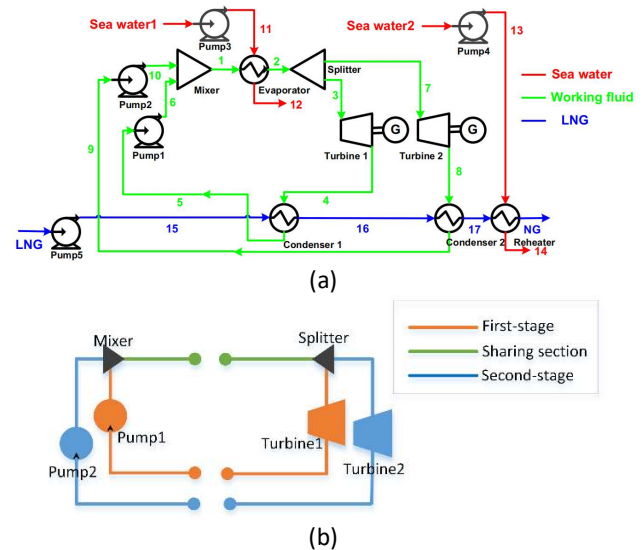 Sea water1
11
Pump3
Sea water2
13
Pump4
Sea water
Working fluid
LNG
10
Pump2
6
Mixer
1
Evaporator
2
12
Splitter
3
7
Pump1
G
Turbine 1
G
Turbine 2
9
5
4
8
LNG
Pump5
15
Condenser 1
16
Condenser 2
17
Reheater
NG
14
(a)
Mixer
Splitter
First-stage
Sharing section
Second-stage
Pump1
Pump2
Turbine1
Turbine2
(b)